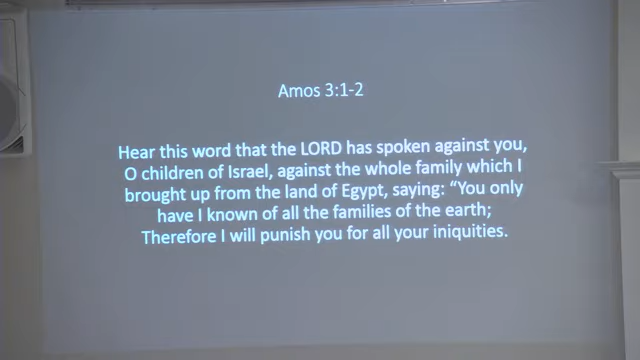 Amos 3:1-2
Hear this word that the LORD has spoken against you,
O children of Israel, against the whole family which I
brought up from the land of Egypt, saying: “You only
have I known of all the families of the earth;
Therefore I will punish you for all your iniquities.